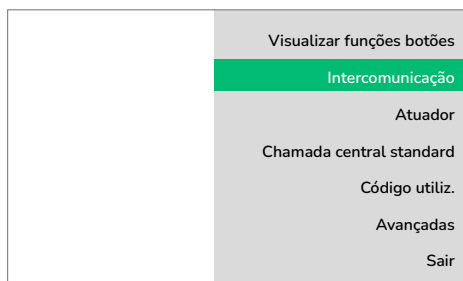 Visualizar funções botões
Intercomunicação
Atuador
Chamada central standard
Código utiliz.
Avançadas
Sair